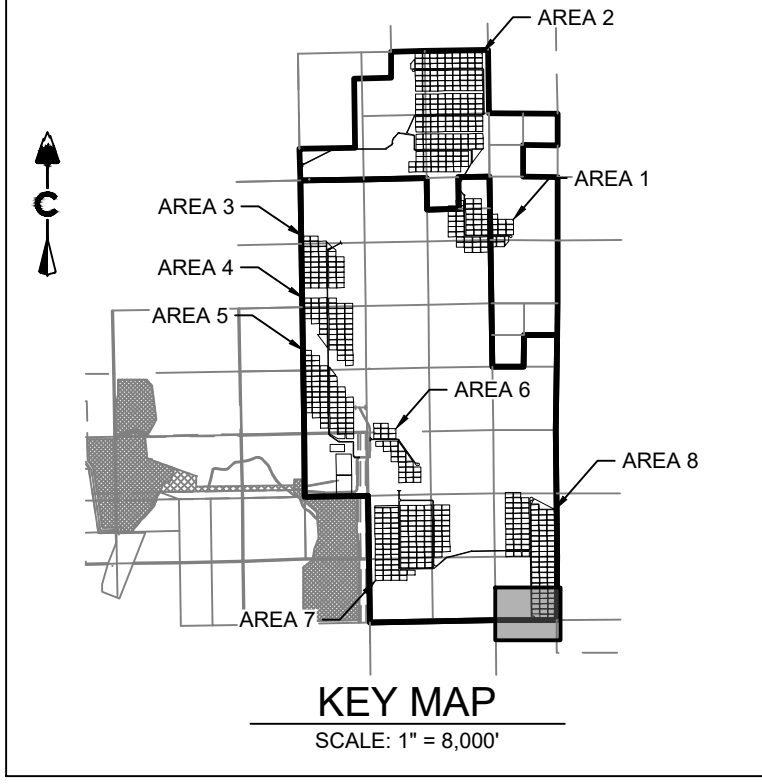 AREA 2
AREA 1
AREA 3
AREA 4
AREA 5
AREA 6
AREA 8
AREA 7
C
KEY MAP
SCALE: 1" = 8,000'